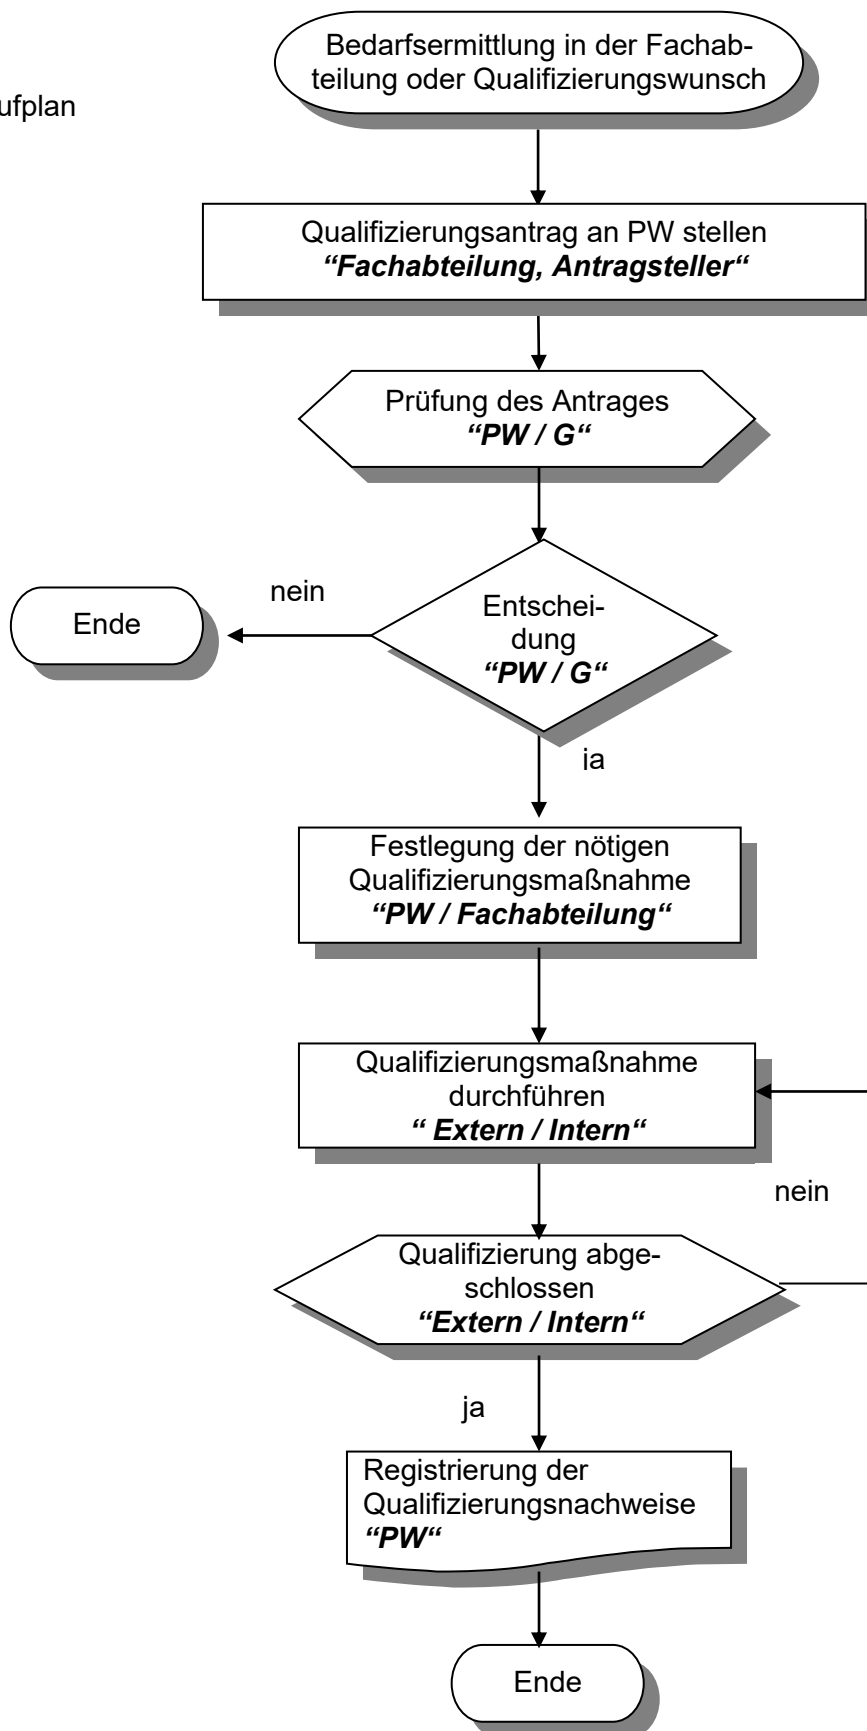 Bedarfsermittlung in der Fachab-
teilung oder Qualifizierungswunsch
ufplan
Qualifizierungsantrag an PW stellen
“Fachabteilung, Antragsteller“
Prüfung des Antrages
“PW / G“
nein
Ende
Entschei-
dung
“PW / G“
ja
Festlegung der nötigen
Qualifizierungsmaßnahme
“PW / Fachabteilung“
Qualifizierungsmaßnahme
durchführen
“ Extern / Intern“
nein
Qualifizierung abge-
schlossen
“Extern / Intern“
ja
Registrierung der
Qualifizierungsnachweise
“PW“
Ende